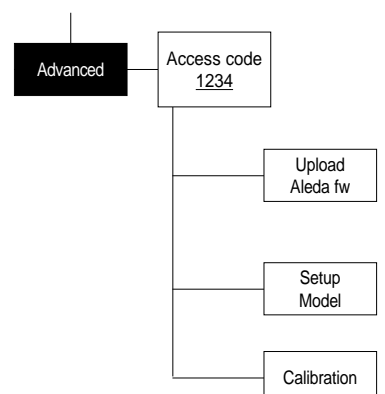 Advanced
Access code
1234
Upload
Aleda fw
Setup
Model
Calibration